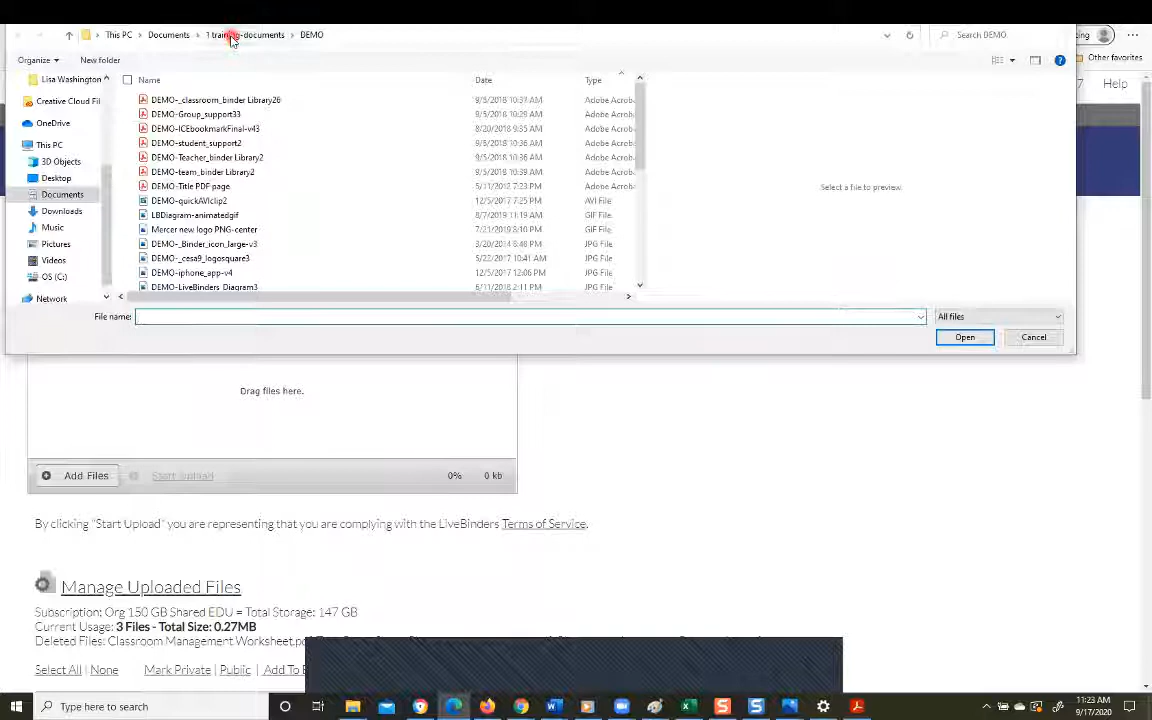 This PC > Documents > 1 training-documents > DEMO
Search DEMO
Organize
New folder
Other favorites
Help
Name Date Type
Lisa Washington
Creative Cloud Fil
OneDrive
This PC
3D Objects
Desktop
Documents
Downloads
Music
Pictures
Videos
OS (C:)
Network
DEMO-_classroom_binder Library26 9/5/2018 10:37 AM Adobe Acrob
DEMO-Group_support33 9/5/2018 10:29 AM Adobe Acrob
DEMO-ICEbookmarkFinal-v43 8/20/2018 9:35 AM Adobe Acrob
DEMO-student_support2 9/5/2018 10:36 AM Adobe Acrob
DEMO-Teacher_binder Library2 9/5/2018 10:36 AM Adobe Acrob
DEMO-team_binder Library2 9/5/2018 10:39 AM Adobe Acrob
DEMO-Title PDF page 5/11/2012 7:23 PM Adobe Acrob
DEMO-quickAVIclip2 12/5/2017 7:25 PM AVI File
LBDiagram-animatedgif 8/7/2019 11:19 AM GIF File
Mercer new logo PNG-center 7/21/2019 8:10 PM GIF File
DEMO-_Binder_icon_large-v3 3/20/2014 8:48 PM JPG File
DEMO-_cesa9_logosquare3 5/22/2017 10:41 AM JPG File
DEMO-iphone_app-v4 12/5/2017 12:06 PM JPG File
DEMO-LiveBinders_Diagram3 6/11/2018 2:11 PM JPG File
Select a file to preview.
File name:
All files
Open
Cancel
Drag files here.
Add Files
Start Upload
0%
0 kb
By clicking "Start Upload" you are representing that you are complying with the LiveBinders Terms of Service.
Manage Uploaded Files
Subscription: Org 150 GB Shared EDU = Total Storage: 147 GB
Current Usage: 3 Files - Total Size: 0.27MB
Deleted Files: Classroom Management Worksheet.p
Select All | None Mark Private | Public | Add To
Type here to search
11:23 AM
9/17/2020